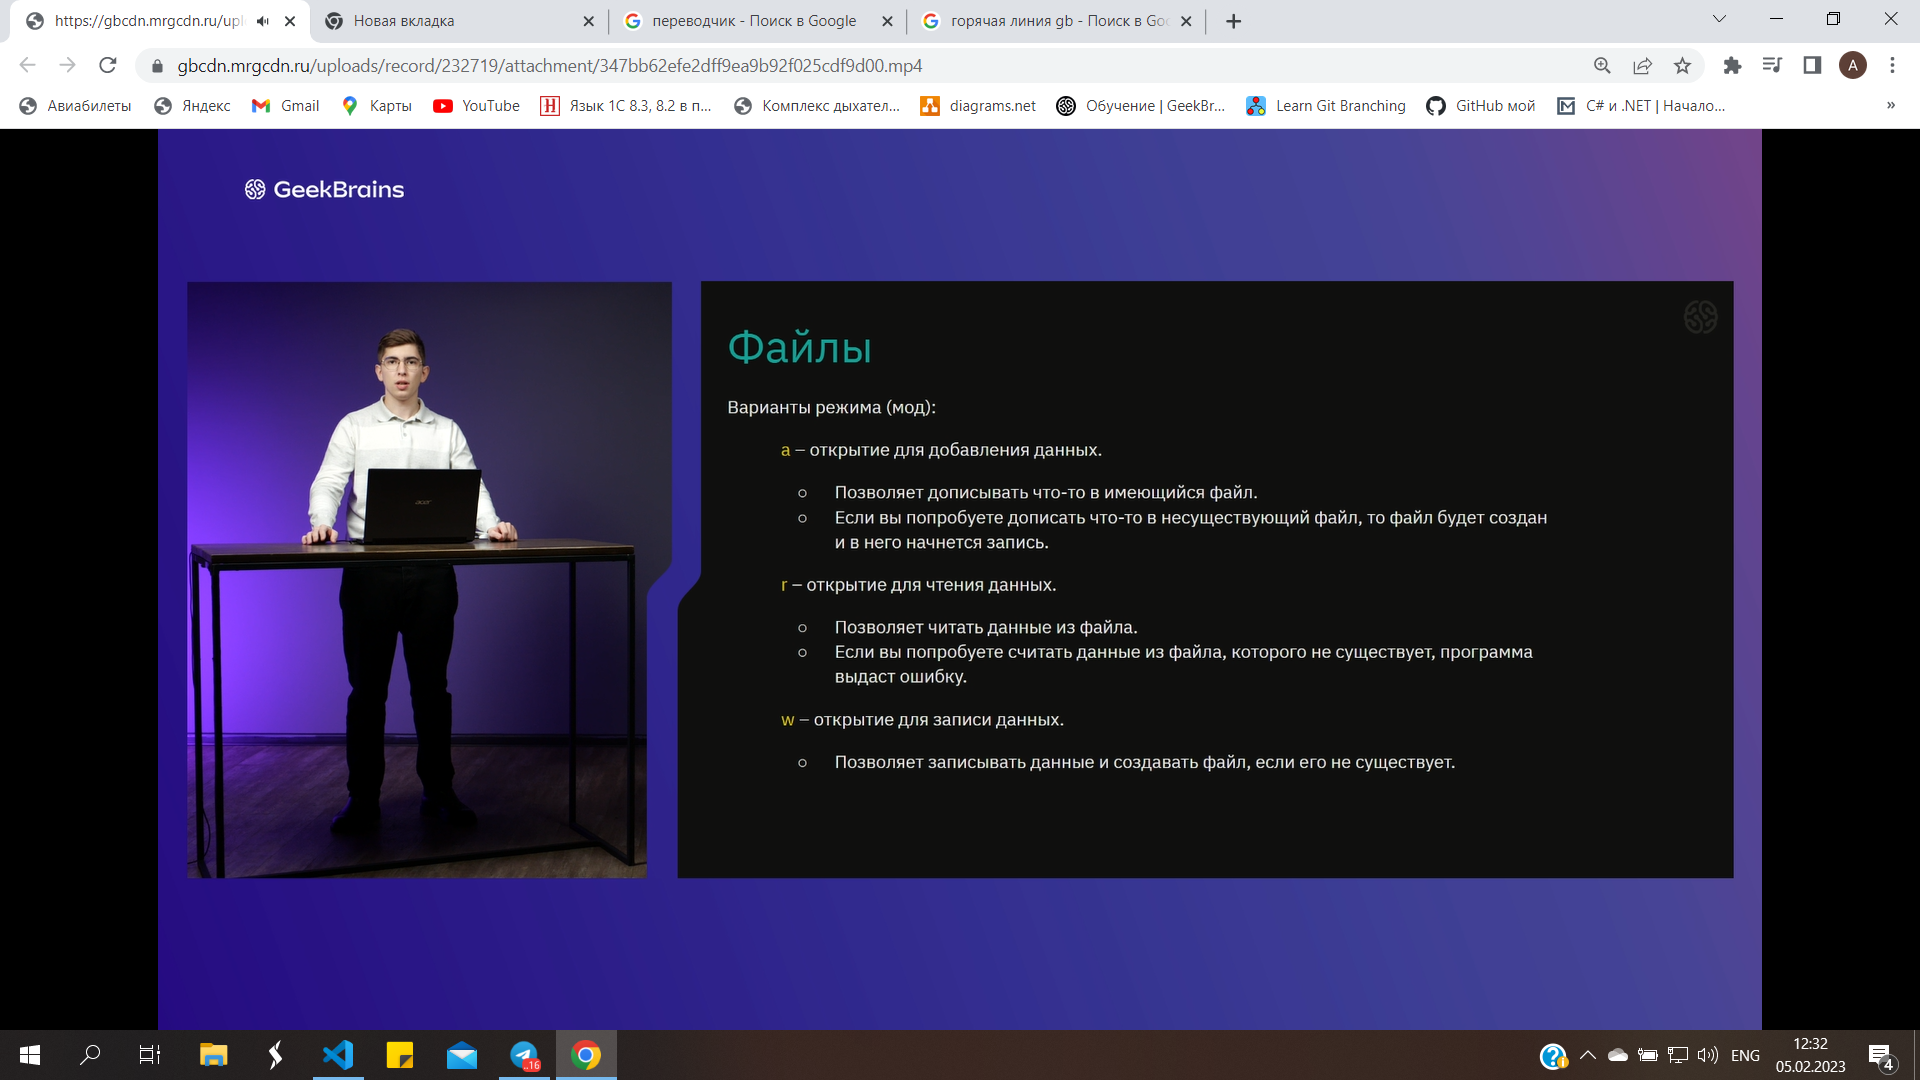 https://gbcdn.mrgcdn.ru/upl
Новая вкладка
переводчик - Поиск в Google
горячая линия gb - Поиск в Goo
gbcdn.mrgcdn.ru/uploads/record/232719/attachment/347bb62efe2dff9ea9b92f025cdf9d00.mp4
A
Авиабилеты
Яндекс
Gmail
Карты
YouTube
Язык 1С 8.3, 8.2 в п...
Комплекс дыхател...
diagrams.net
Обучение | GeekBr...
Learn Git Branching
GitHub мой
C# и .NET | Начало...
»
GeekBrains
acer
Файлы
Варианты режима (мод):
a – открытие для добавления данных.
Позволяет дописывать что-то в имеющийся файл.
Если вы попробуете дописать что-то в несуществующий файл, то файл будет создан
и в него начнется запись.
r – открытие для чтения данных.
Позволяет читать данные из файла.
Если вы попробуете считать данные из файла, которого не существует, программа
выдаст ошибку.
w – открытие для записи данных.
Позволяет записывать данные и создавать файл, если его не существует.
..16
ENG
12:32
05.02.2023
4